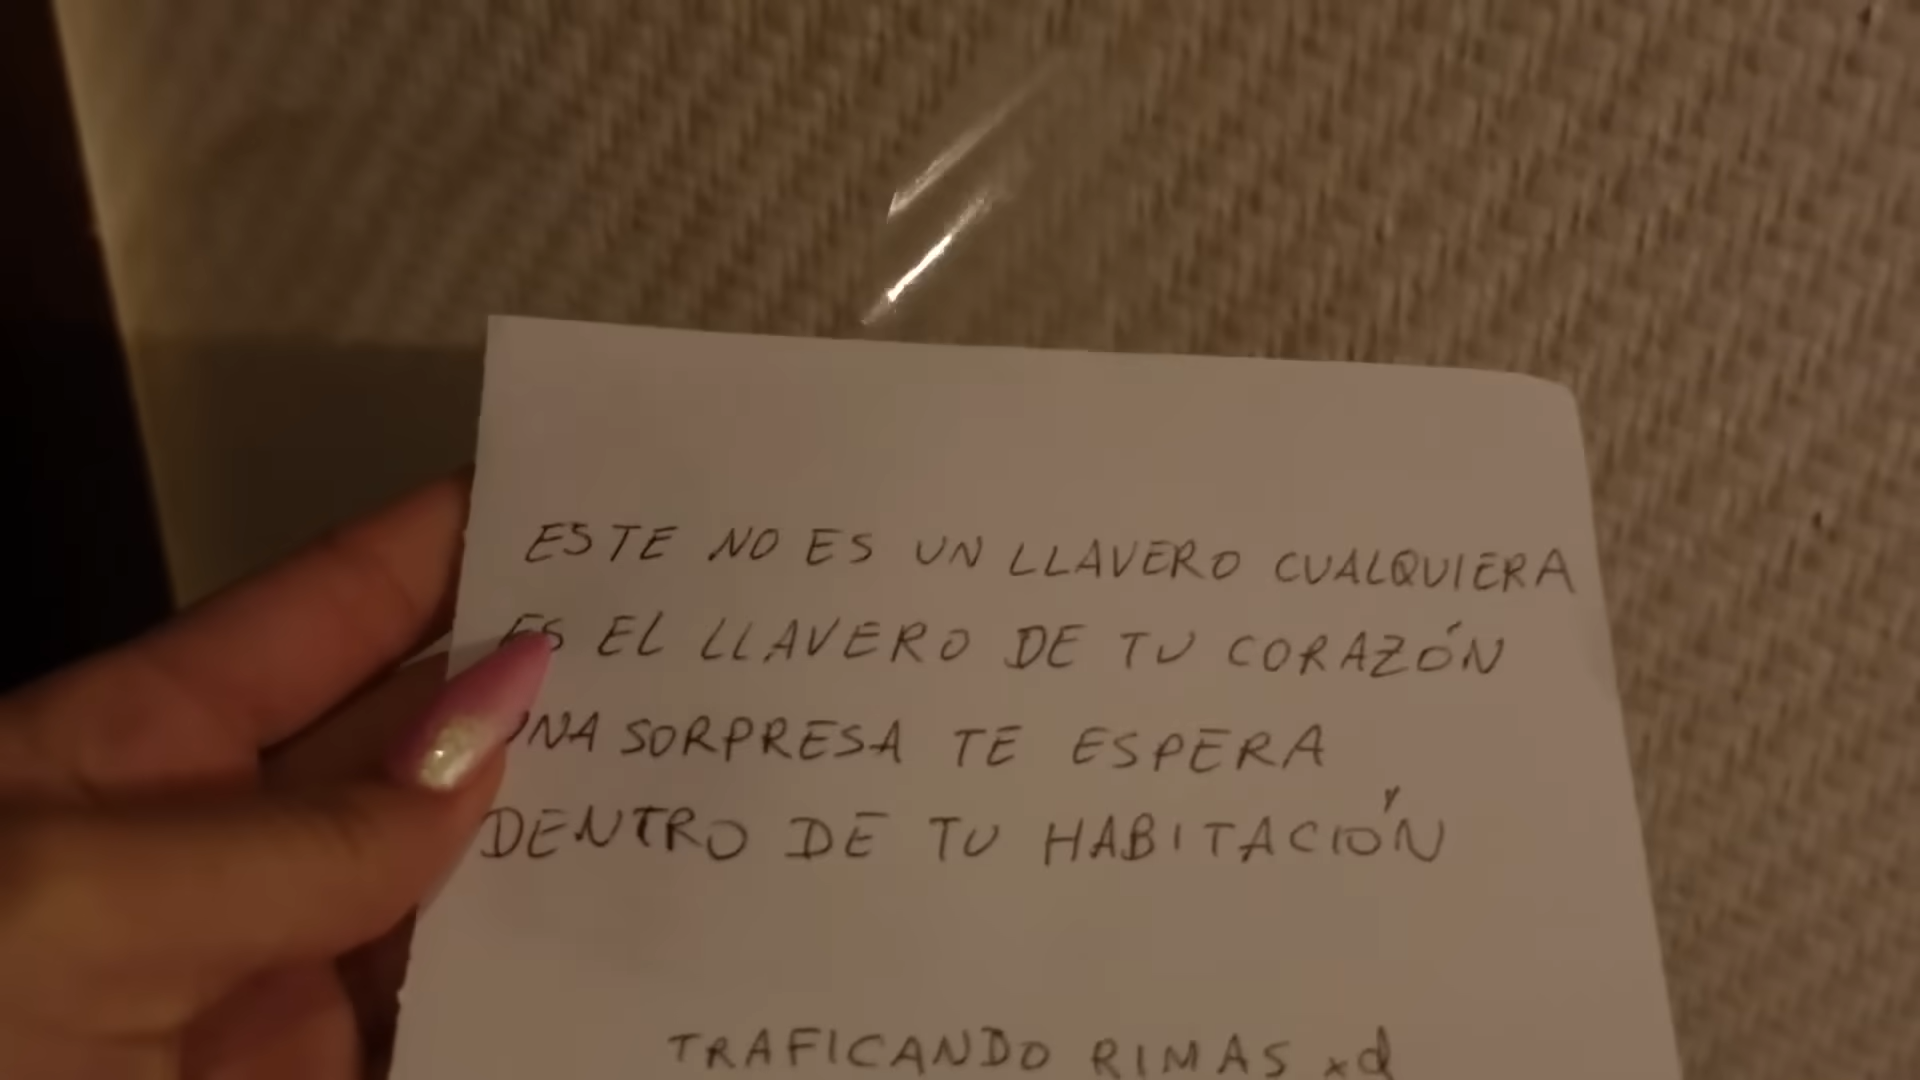 ESTE NO ES UN LLAVERO CUALQUIERA
ES EL LLAVERO DE TU CORAZÓN
UNA SORPRESA TE ESPERA
DENTRO DE TU HABITACIÓN
TRAFICANDO RIMAS xd